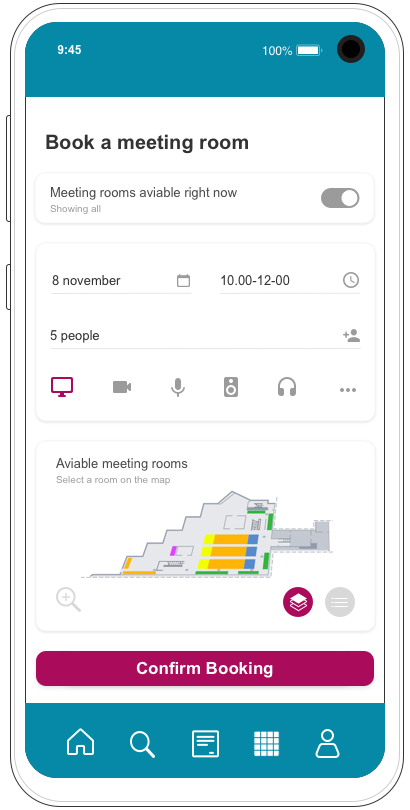 9:45
100%
Book a meeting room
Meeting rooms aviable right now
Showing all
8 november
10.00-12-00
5 people
Aviable meeting rooms
Select a room on the map
Confirm Booking